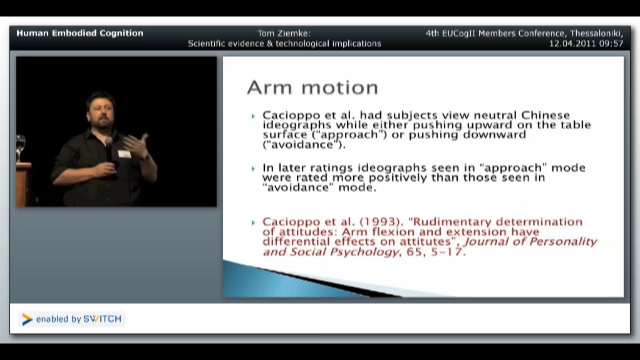 Human Embodied Cognition
Tom Ziemke:
Scientific evidence & technological implications
4th EUCogII Members Conference, Thessaloniki,
12.04.2011 09:57
Arm motion
Cacioppo et al. had subjects view neutral Chinese
ideographs while either pushing upward on the table
surface (“approach”) or pushing downward
(“avoidance”).
In later ratings ideographs seen in “approach” mode
were rated more positively than those seen in
“avoidance” mode.
Cacioppo et al. (1993). "Rudimentary determination
of attitudes: Arm flexion and extension have
differential effects on attitutes", Journal of Personality
and Social Psychology, 65, 5-17.
enabled by SWITCH